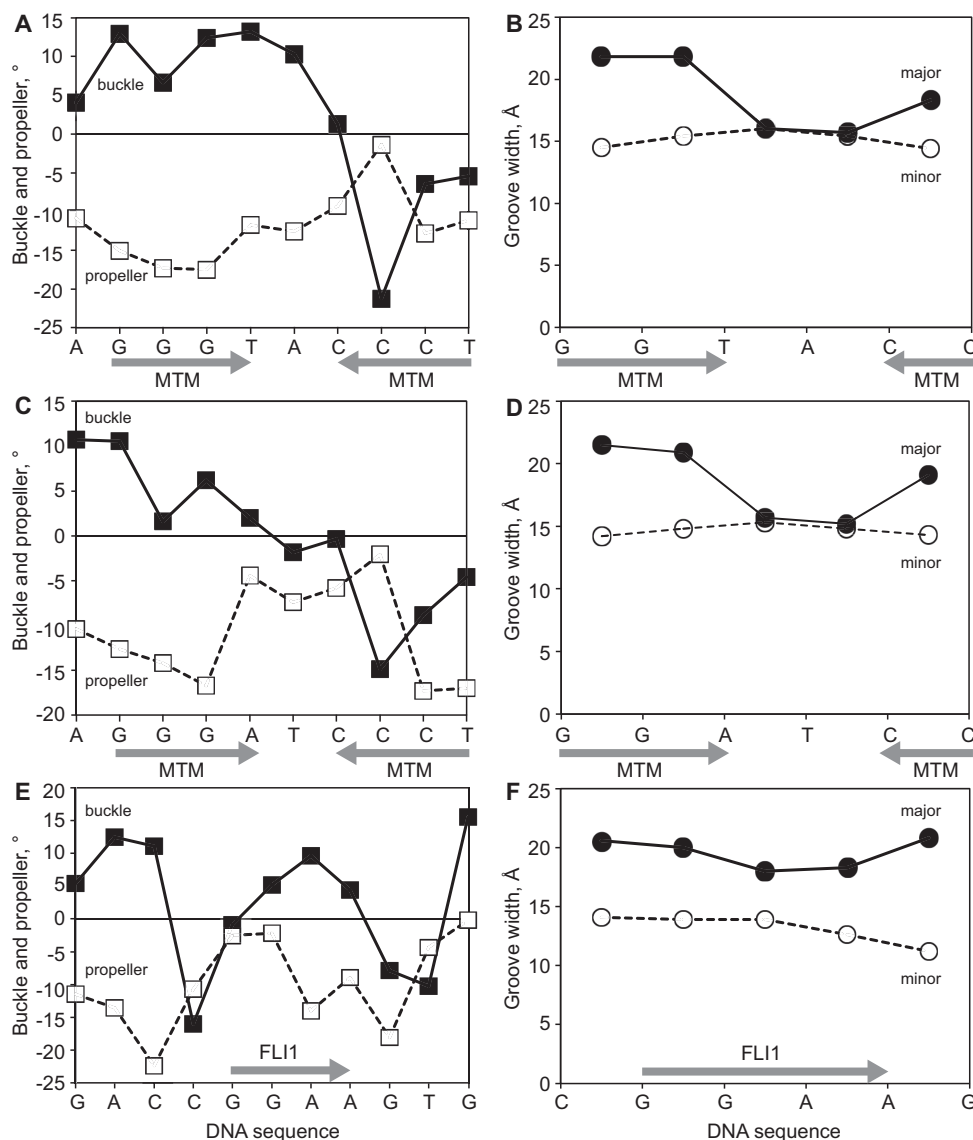 A
Buckle and propeller, °
15
10
5
0
-5
-10
-15
-20
-25
buckle
propeller
A G G G T A C C C T
MTM MTM
B
Groove width, Å
25
20
15
10
5
0
major
minor
G G T A C C
MTM MTM
C
Buckle and propeller, °
15
10
5
0
-5
-10
-15
-20
buckle
propeller
A G G G A T C C C T
MTM MTM
D
Groove width, Å
25
20
15
10
5
0
major
minor
G G A T C C
MTM MTM
E
Buckle and propeller, °
20
15
10
5
0
-5
-10
-15
-20
-25
buckle
propeller
FLI1
G A C C G G A A G T G
DNA sequence
F
Groove width, Å
25
20
15
10
5
0
major
minor
FLI1
C G G A A G
DNA sequence